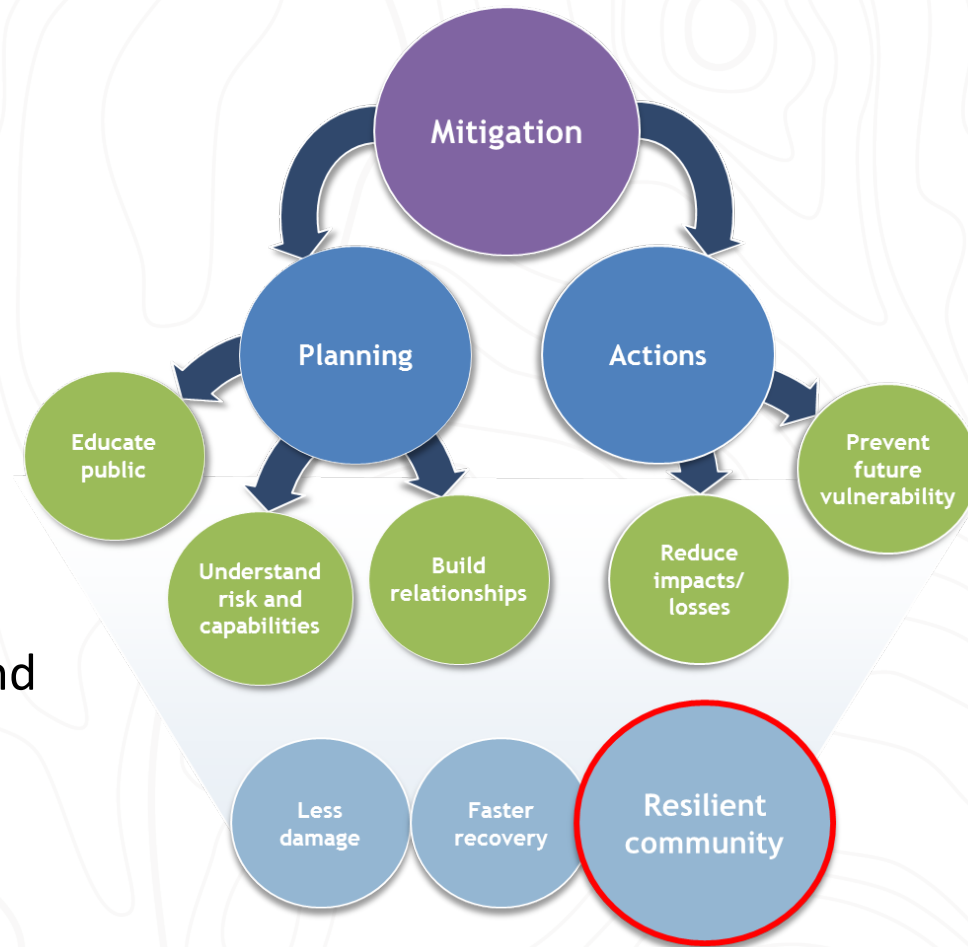 Mitigation
Planning
Actions
Educate
public
Prevent
future
vulnerability
Understand
risk and
capabilities
Build
relationships
Reduce
impacts/
losses
nd
Less
damage
Faster
recovery
Resilient
community